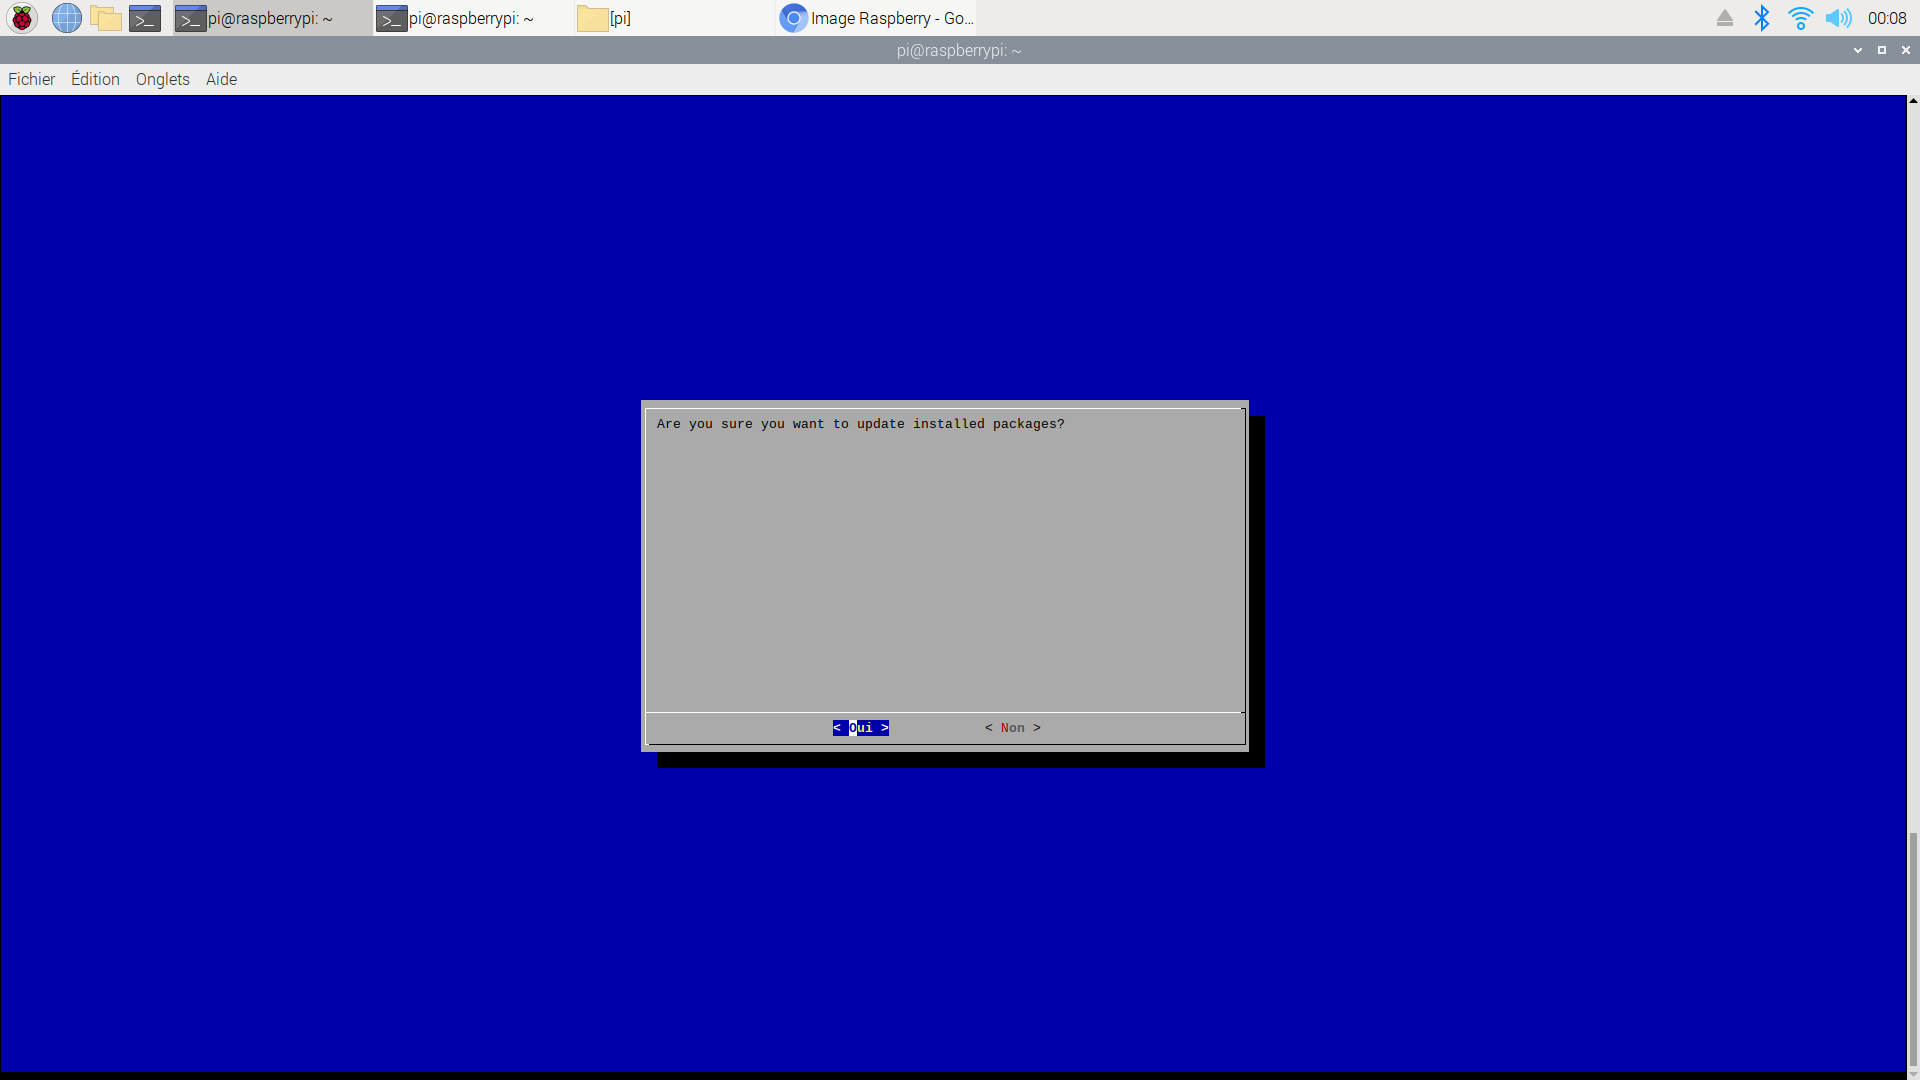 pi@raspberrypi: ~
pi@raspberrypi: ~
[pi]
Image Raspberry - Go...
00:08
pi@raspberrypi: ~
Fichier Édition Onglets Aide
Are you sure you want to update installed packages?
< Oui > < Non >